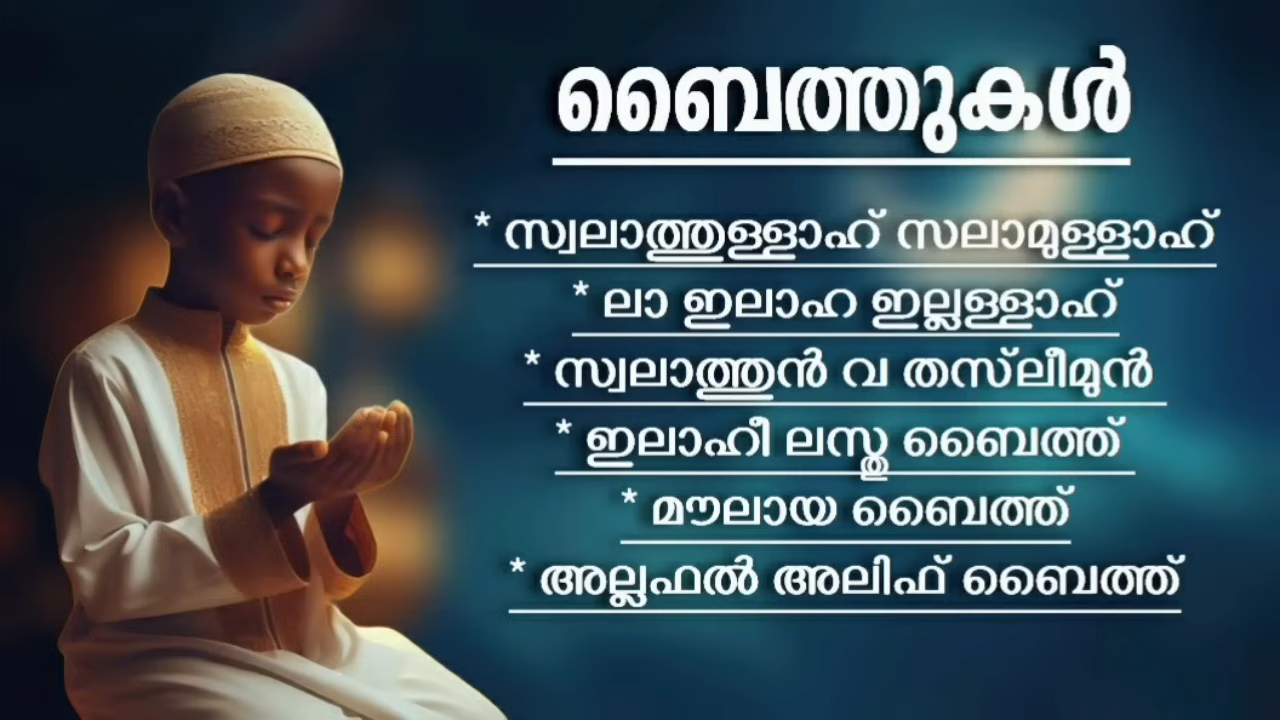 ബൈത്തുകൾ
* സ്വലാത്തുള്ളാഹ് സലാമുള്ളാഹ്
* ലാ ഇലാഹ ഇല്ലള്ളാഹ്
* സ്വലാത്തുൻ വ തസ്‌ലീമുൻ
* ഇലാഹീ ലസ്തു ബൈത്ത്
* മൗലായ ബൈത്ത്
* അല്ലഫൽ അലിഫ് ബൈത്ത്